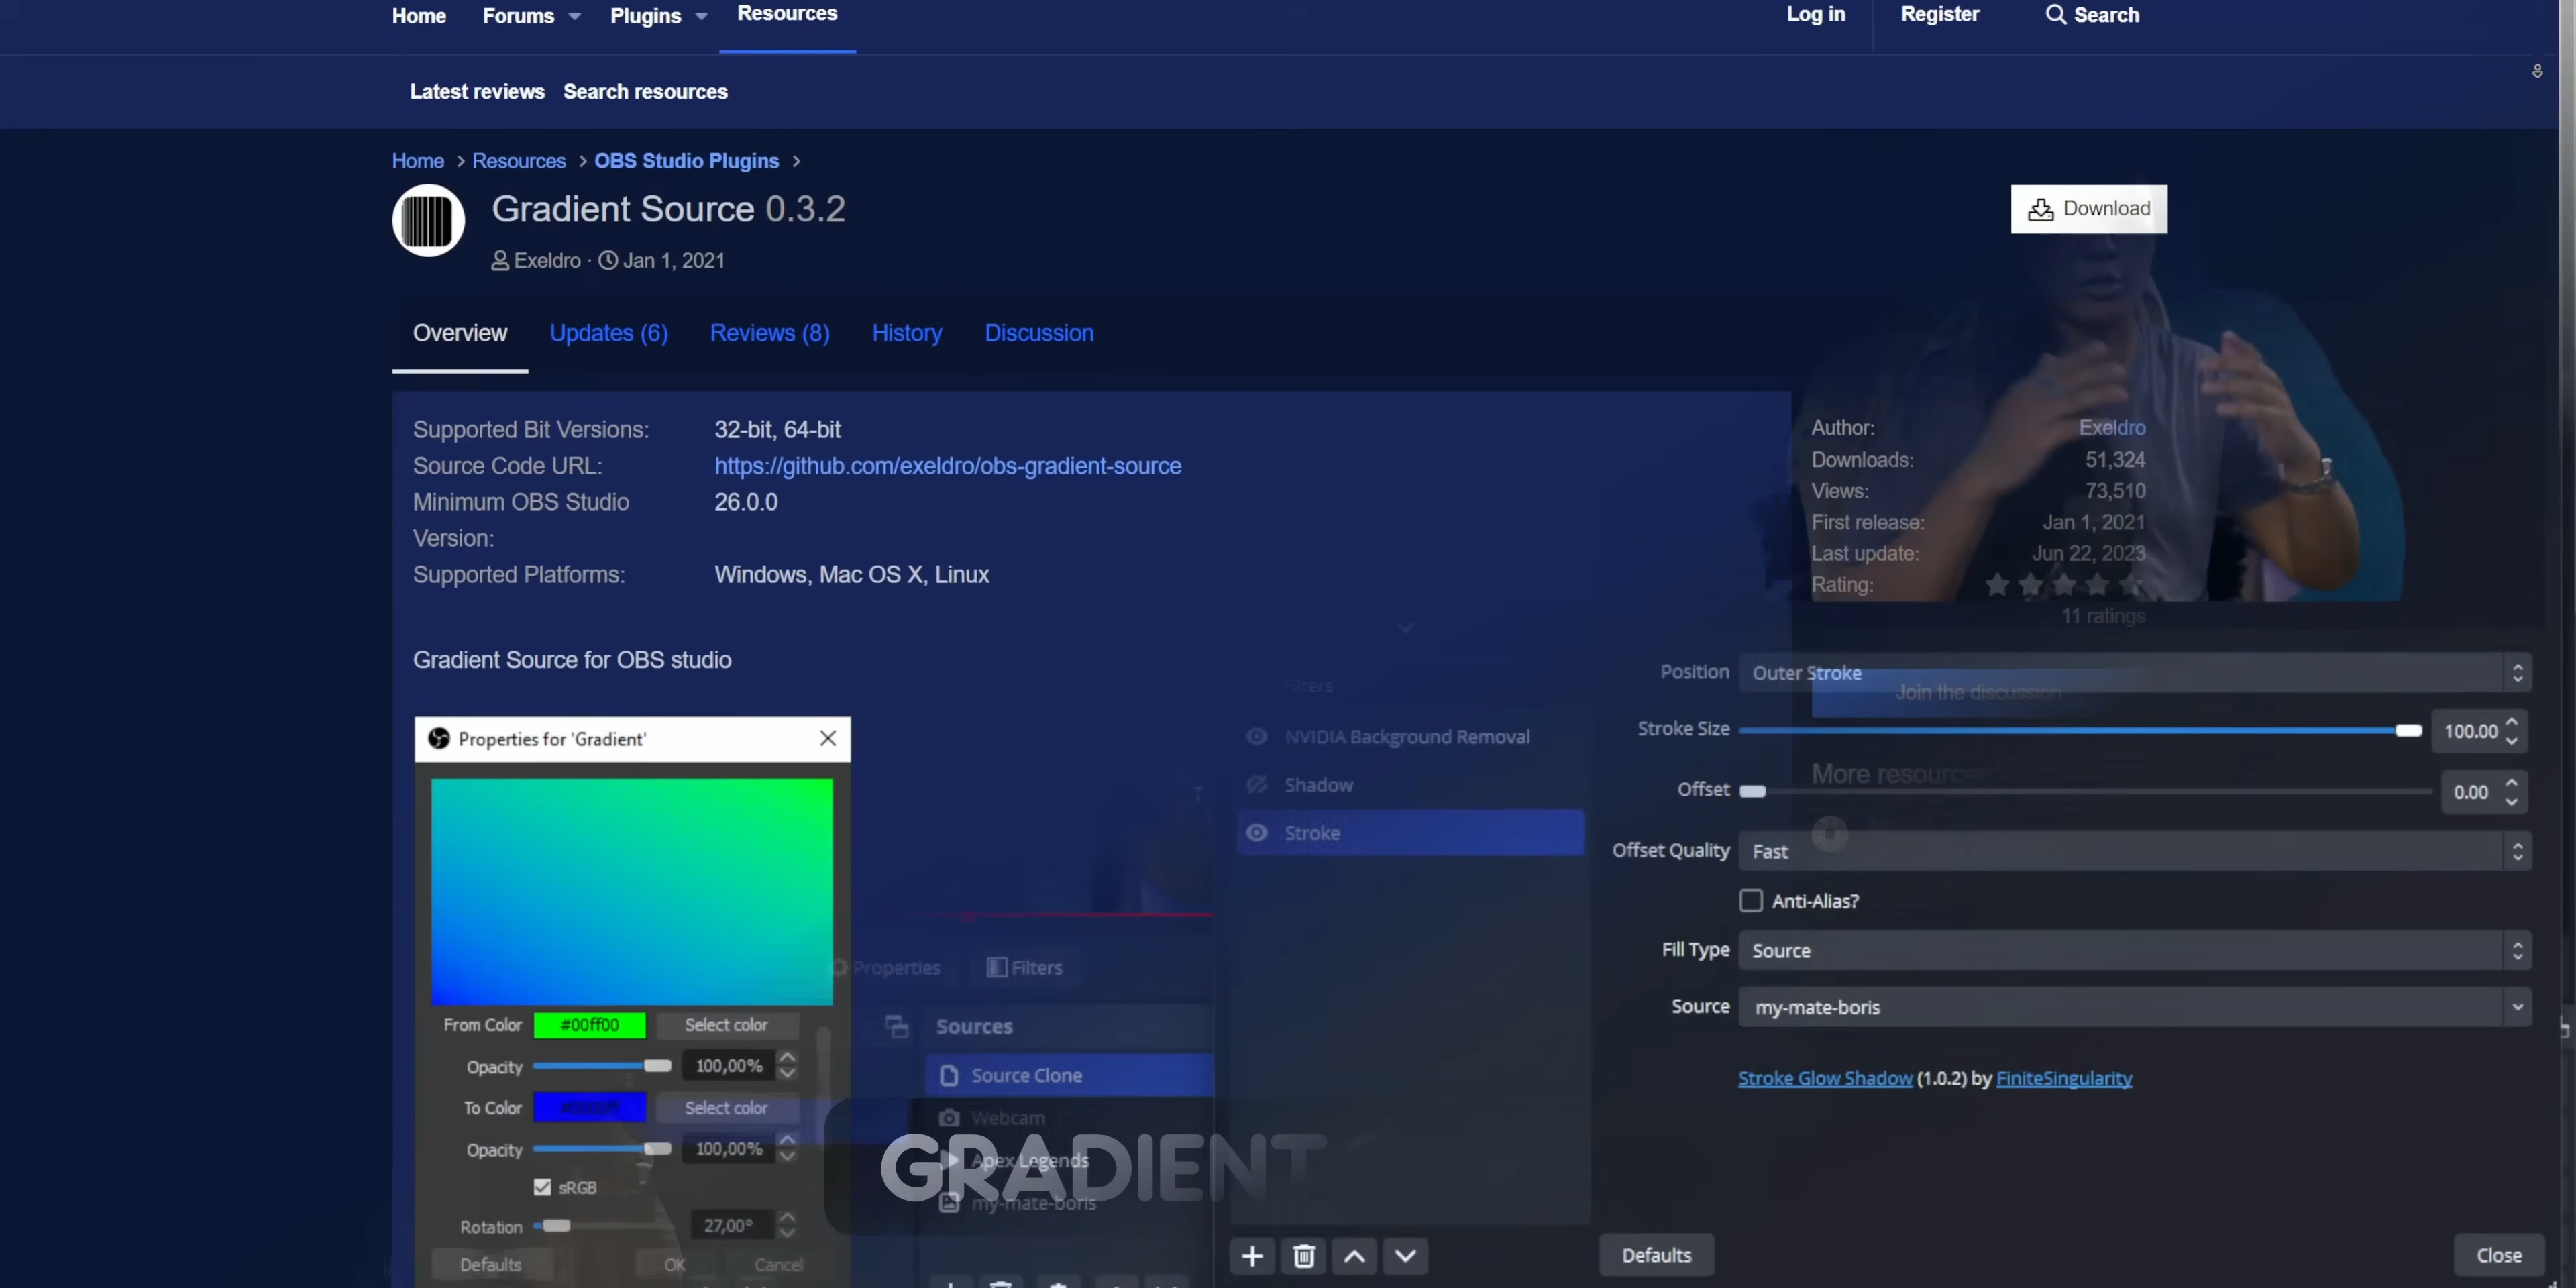 Home Forums Plugins Resources Log in Register Search
Latest reviews Search resources
Home > Resources > OBS Studio Plugins >
Gradient Source 0.3.2
Download
Exeldro · Jan 1, 2021
Overview Updates (6) Reviews (8) History Discussion
Supported Bit Versions: 32-bit, 64-bit
Source Code URL: https://github.com/exeldro/obs-gradient-source
Minimum OBS Studio Version: 26.0.0
Supported Platforms: Windows, Mac OS X, Linux
Gradient Source for OBS studio
Author: Exeldro
Downloads: 51,324
Views: 73,510
First release: Jan 1, 2021
Last update: Jun 22, 2023
Rating:
11 ratings
Join the discussion
More resourc
Properties for 'Gradient'
From Color #00ff00 Select color
Opacity 100,00%
To Color Select color
Opacity 100,00%
sRGB
Rotation 27,00°
Defaults OK Cancel
Properties Filters
Sources
Source Clone
Webcam
Apex Legends
my-mate-boris
GRADIENT
Filters
NVIDIA Background Removal
Shadow
Stroke
Position Outer Stroke
Stroke Size 100.00
Offset 0.00
Offset Quality Fast
Anti-Alias?
Fill Type Source
Source my-mate-boris
Stroke Glow Shadow (1.0.2) by FiniteSingularity
Defaults Close